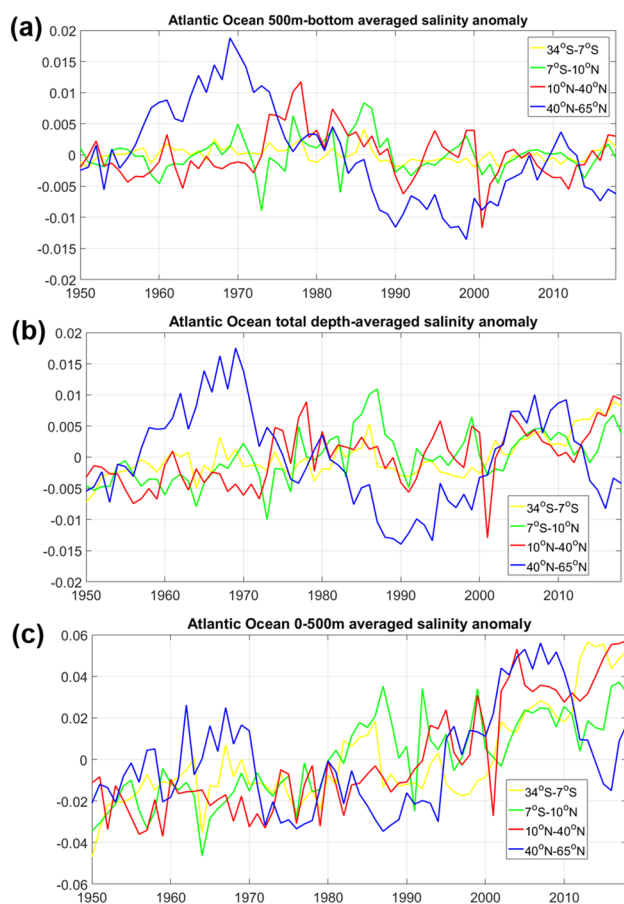 (a)
Atlantic Ocean 500m-bottom averaged salinity anomaly
0.02
0.015
0.01
0.005
0
-0.005
-0.01
-0.015
-0.02
34°S-7°S
7°S-10°N
10°N-40°N
40°N-65°N
1950 1960 1970 1980 1990 2000 2010
(b)
Atlantic Ocean total depth-averaged salinity anomaly
0.02
0.015
0.01
0.005
0
-0.005
-0.01
-0.015
-0.02
34°S-7°S
7°S-10°N
10°N-40°N
40°N-65°N
1950 1960 1970 1980 1990 2000 2010
(c)
Atlantic Ocean 0-500m averaged salinity anomaly
0.06
0.04
0.02
0
-0.02
-0.04
-0.06
34°S-7°S
7°S-10°N
10°N-40°N
40°N-65°N
1950 1960 1970 1980 1990 2000 2010